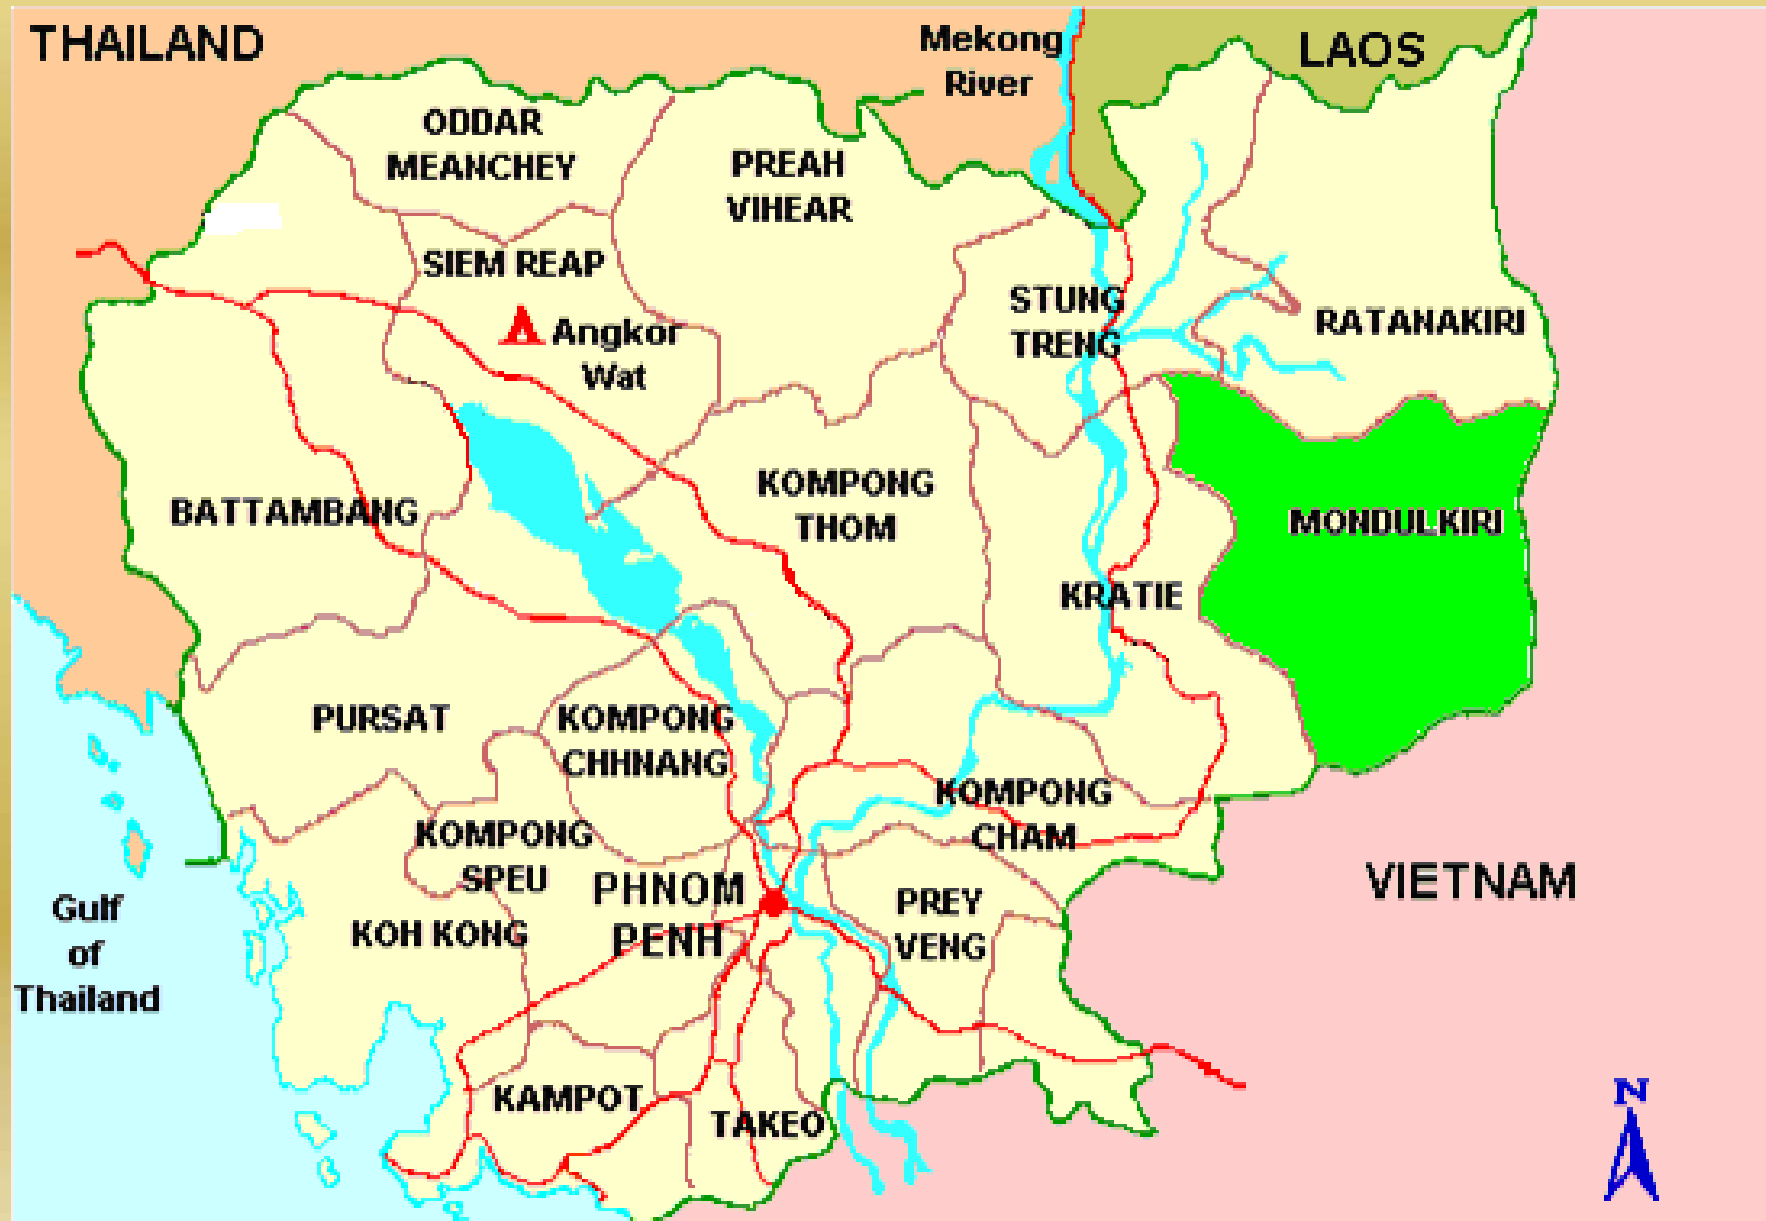 THAILAND
Mekong
River
LAOS
ODDAR
MEANCHEY
PREAH
VIHEAR
SIEM REAP
Angkor
Wat
STUNG
TRENG
RATANAKIRI
BATTAMBANG
KOMPONG
THOM
MONDULKIRI
KRATIE
PURSAT
KOMPONG
CHHNANG
KOMPONG
CHAM
KOMPONG
SPEU
PHNOM
PENH
PREY
VENG
VIETNAM
Gulf
of
Thailand
KOH KONG
KAMPOT
TAKEO
N